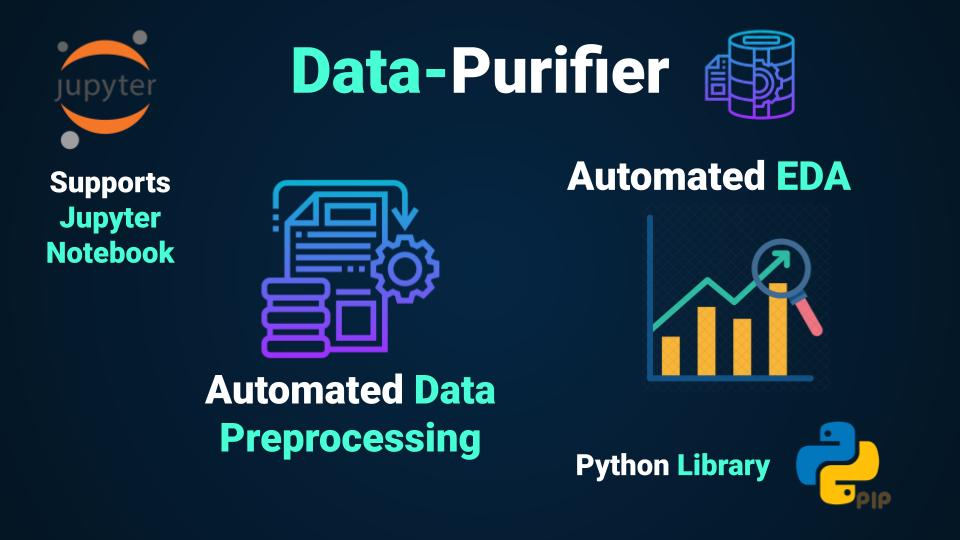 jupyter
Data-Purifier
Supports
Jupyter
Notebook
Automated EDA
Automated Data
Preprocessing
Python Library
PIP